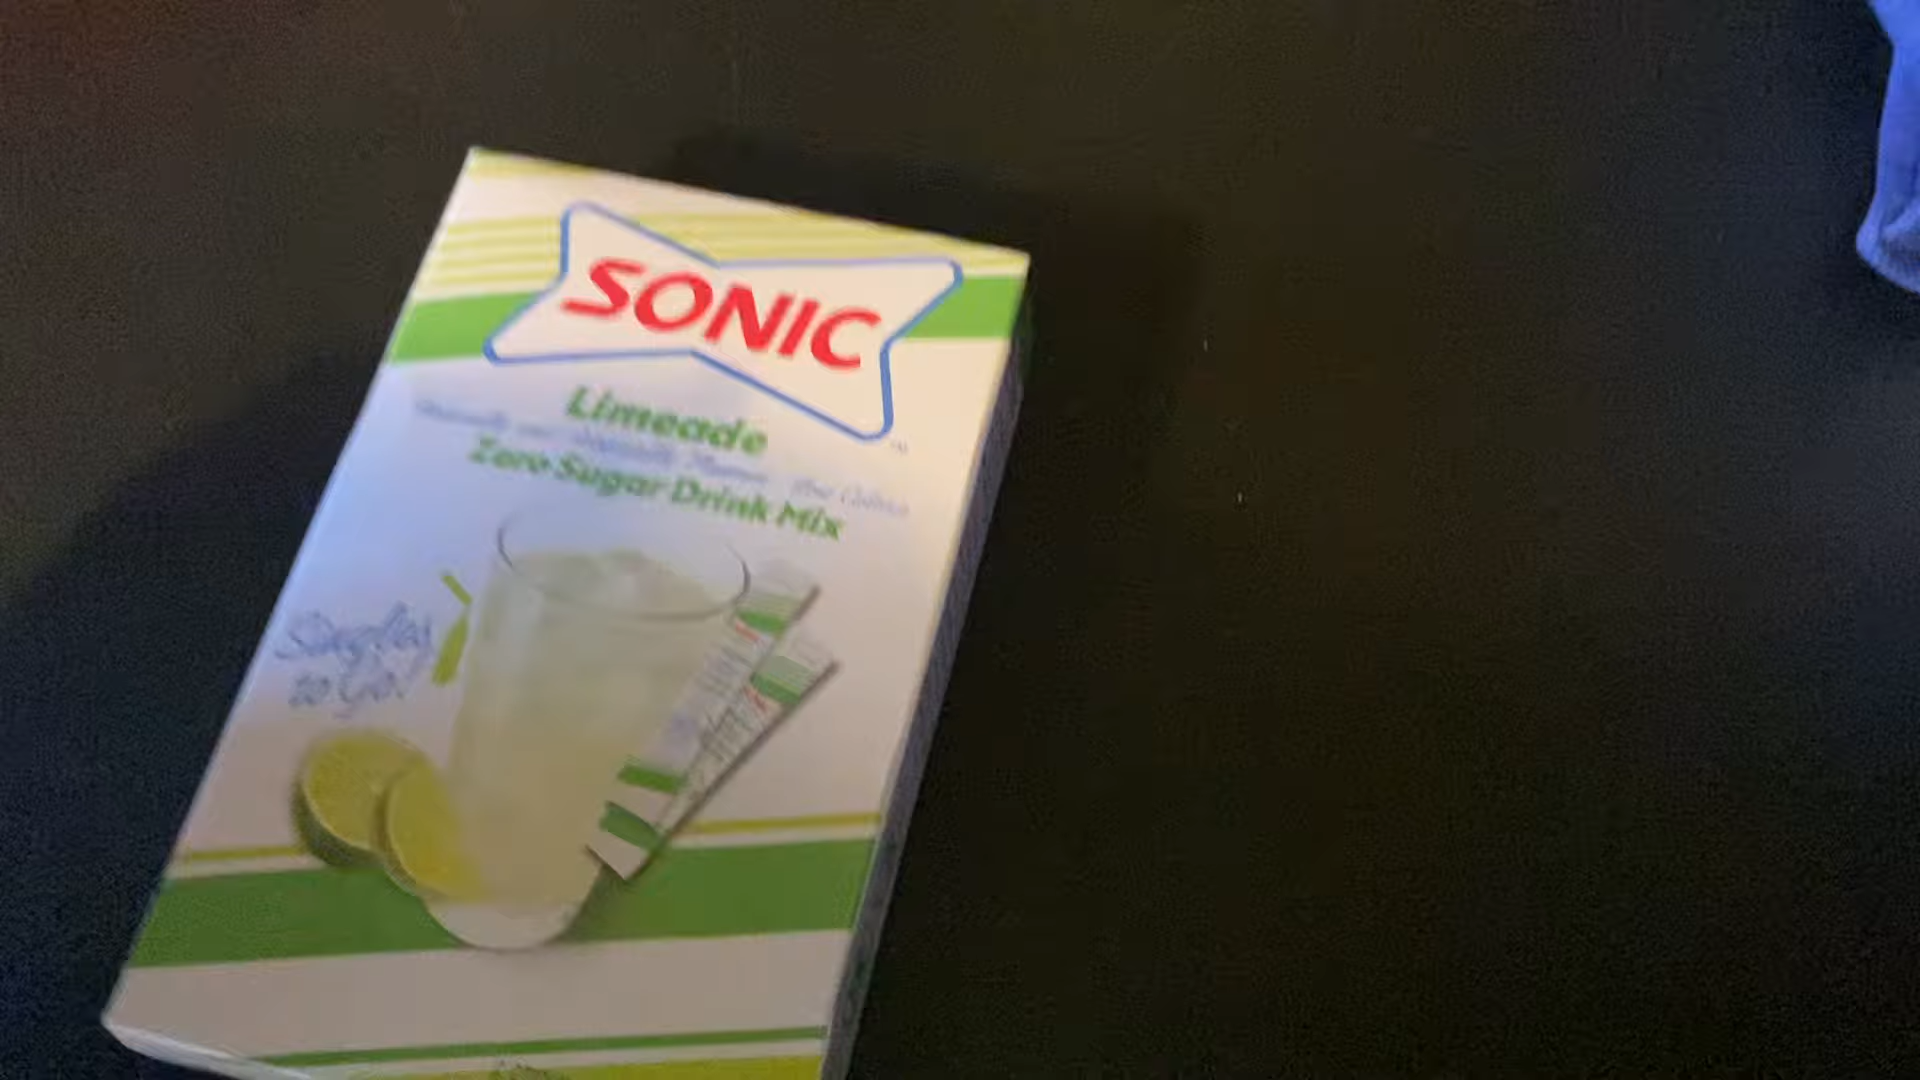 SONIC
Limeade
Zero Sugar Drink Mix
Singles
to Go!